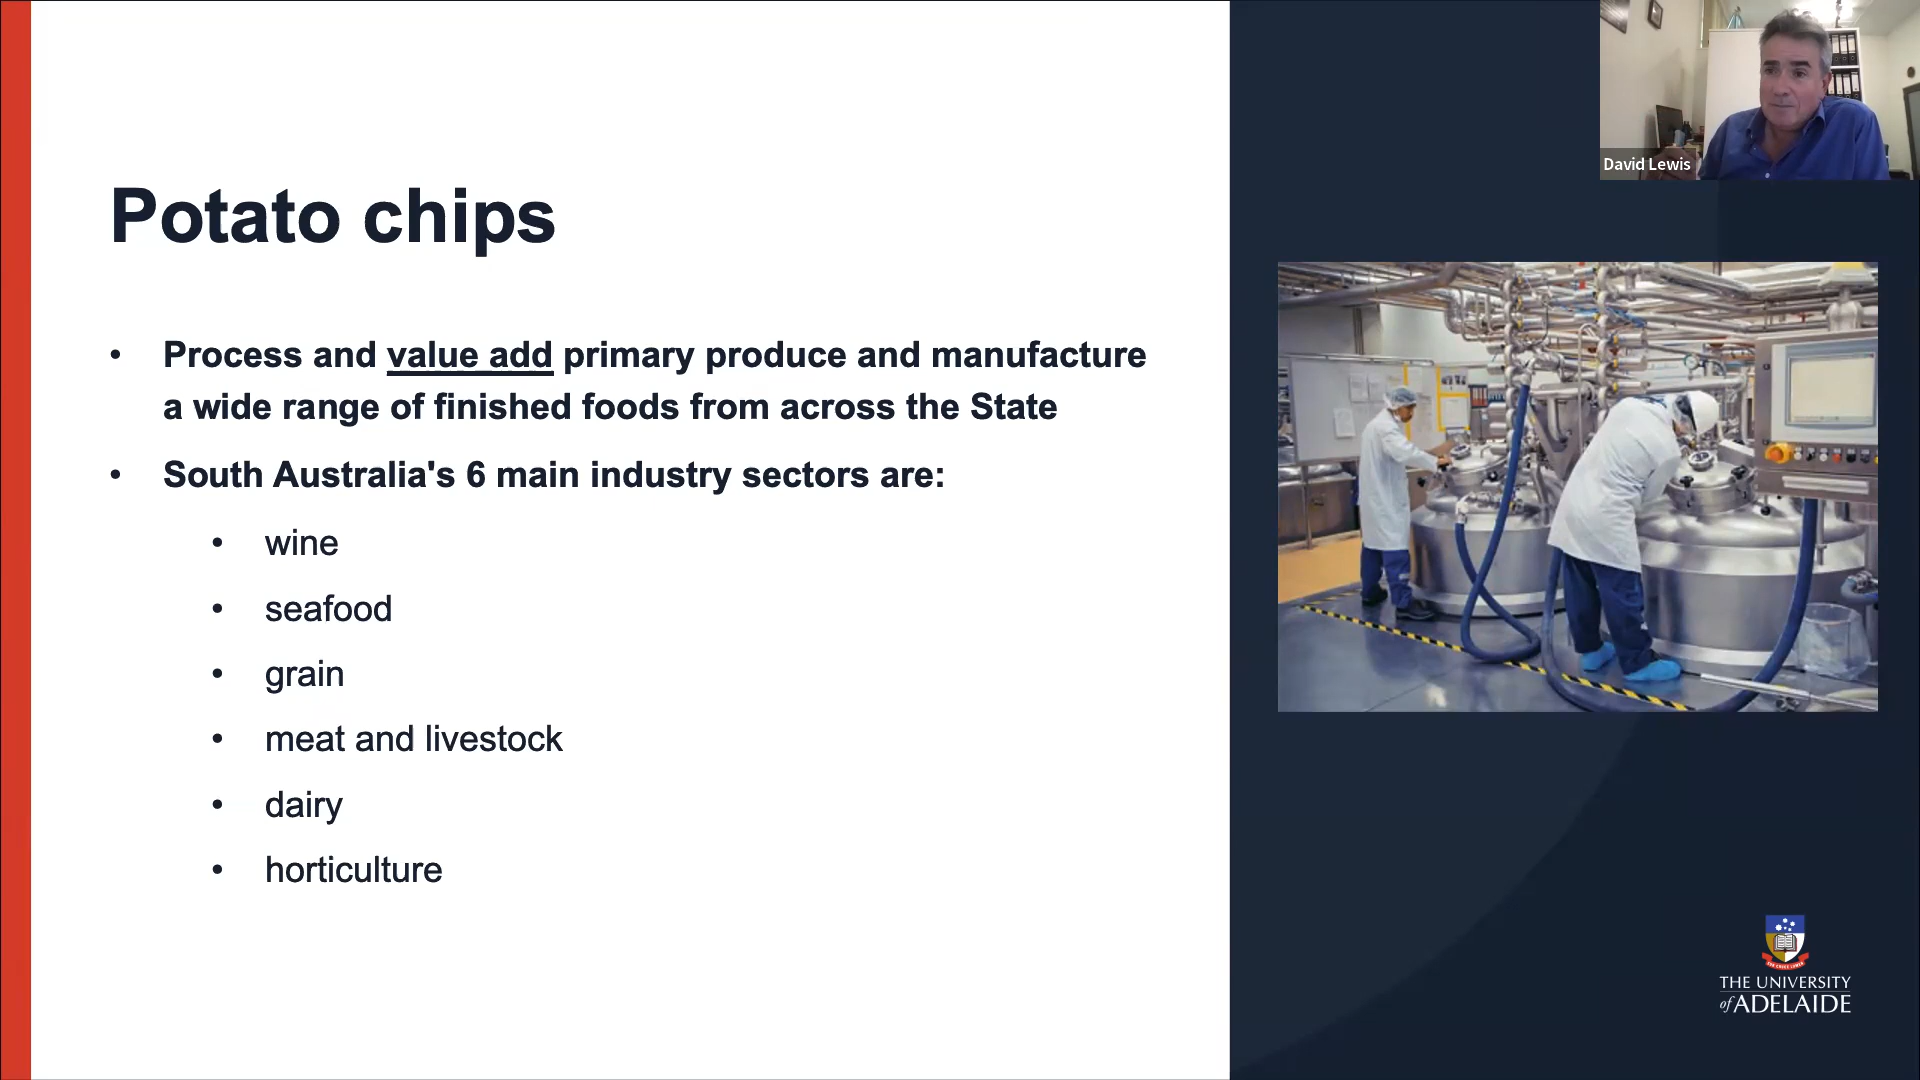 David Lewis
Potato chips
• Process and value add primary produce and manufacture
a wide range of finished foods from across the State
• South Australia's 6 main industry sectors are:
• wine
• seafood
• grain
• meat and livestock
• dairy
• horticulture
THE UNIVERSITY
of ADELAIDE